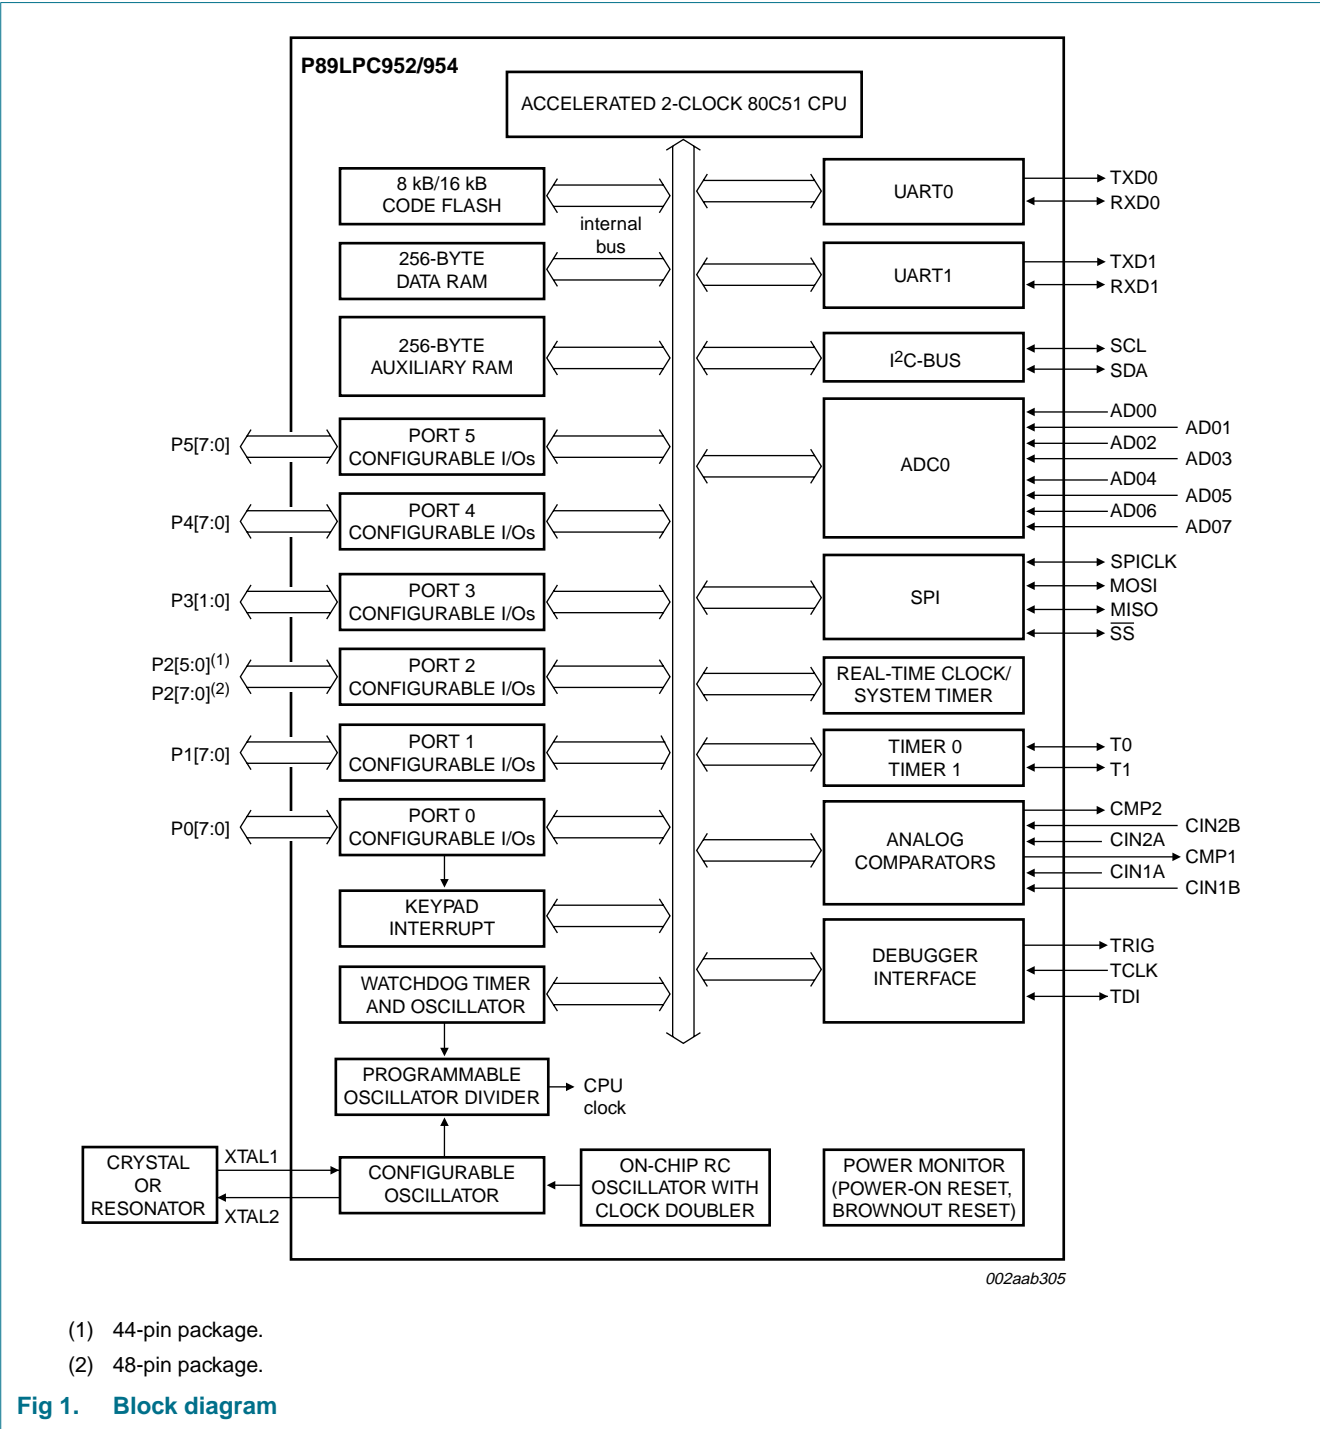 P89LPC952/954
ACCELERATED 2-CLOCK 80C51 CPU
8 kB/16 kB
CODE FLASH
internal
bus
256-BYTE
DATA RAM
256-BYTE
AUXILIARY RAM
P5[7:0]
PORT 5
CONFIGURABLE I/Os
P4[7:0]
PORT 4
CONFIGURABLE I/Os
P3[1:0]
PORT 3
CONFIGURABLE I/Os
P2[5:0](1)
P2[7:0](2)
PORT 2
CONFIGURABLE I/Os
P1[7:0]
PORT 1
CONFIGURABLE I/Os
P0[7:0]
PORT 0
CONFIGURABLE I/Os
KEYPAD
INTERRUPT
WATCHDOG TIMER
AND OSCILLATOR
PROGRAMMABLE
OSCILLATOR DIVIDER
CPU
clock
CRYSTAL
OR
RESONATOR
XTAL1
XTAL2
CONFIGURABLE
OSCILLATOR
ON-CHIP RC
OSCILLATOR WITH
CLOCK DOUBLER
UART0
TXD0
RXD0
UART1
TXD1
RXD1
I2C-BUS
SCL
SDA
ADC0
AD00
AD01
AD02
AD03
AD04
AD05
AD06
AD07
SPI
SPICLK
MOSI
MISO
S̅S̅
REAL-TIME CLOCK/
SYSTEM TIMER
TIMER 0
TIMER 1
T0
T1
ANALOG
COMPARATORS
CMP2
CIN2B
CIN2A
CMP1
CIN1A
CIN1B
DEBUGGER
INTERFACE
TRIG
TCLK
TDI
POWER MONITOR
(POWER-ON RESET,
BROWNOUT RESET)
002aab305
(1) 44-pin package.
(2) 48-pin package.
Fig 1. Block diagram